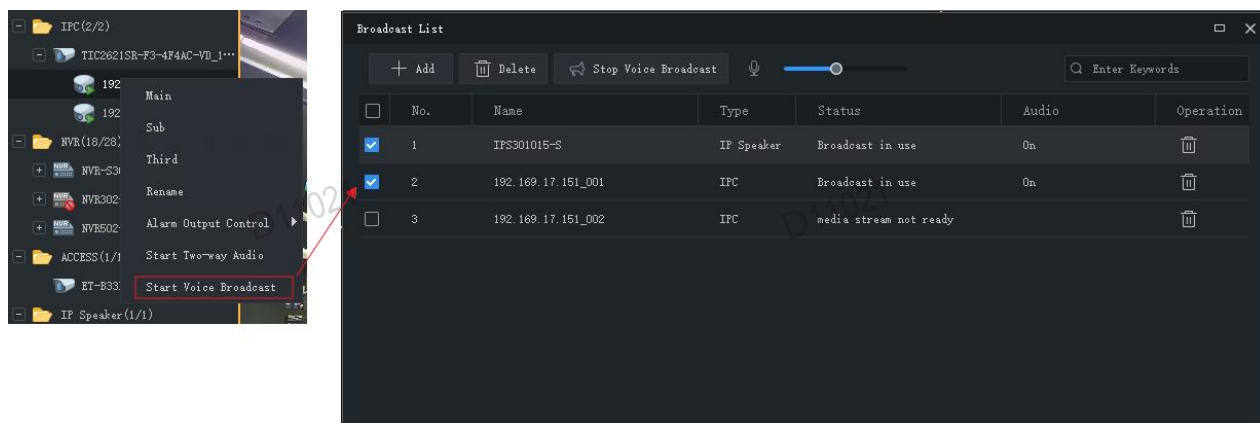 IPC(2/2)
TIC2621SR-F3-4F4AC-VD_1···
192
192
NVR(18/28)
NVR-S3
NVR302-
NVR502-
ACCESS(1/1
ET-B33
IP Speaker(1/1)
Main
Sub
Third
Rename
Alarm Output Control
Start Two-way Audio
Start Voice Broadcast
Broadcast List
Add Delete Stop Voice Broadcast Enter Keywords
No. Name Type Status Audio Operation
1 IPS301015-S IP Speaker Broadcast in use On
2 192.169.17.151_001 IPC Broadcast in use On
3 192.169.17.151_002 IPC media stream not ready